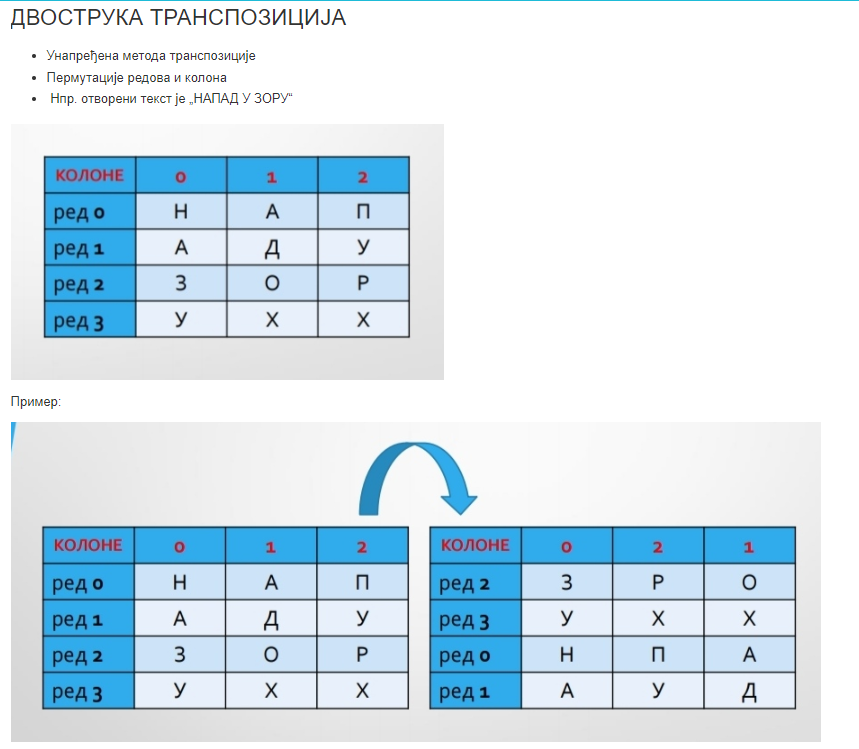 ДВОСТРУКА ТРАНСПОЗИЦИЈА
• Унапређена метода транспозиције
• Пермутације редова и колона
• Нпр. отворени текст је „НАПАД У ЗОРУ“
КОЛОНЕ 0 1 2
ред 0 Н А П
ред 1 А Д У
ред 2 З О Р
ред 3 У Х Х
Пример:
КОЛОНЕ 0 1 2
ред 0 Н А П
ред 1 А Д У
ред 2 З О Р
ред 3 У Х Х
КОЛОНЕ 0 2 1
ред 2 З Р О
ред 3 У Х Х
ред 0 Н П А
ред 1 А У Д